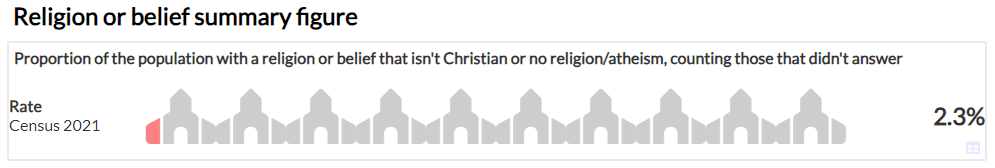 Religion or belief summary figure
Proportion of the population with a religion or belief that isn't Christian or no religion/atheism, counting those that didn't answer
Rate
Census 2021
2.3%